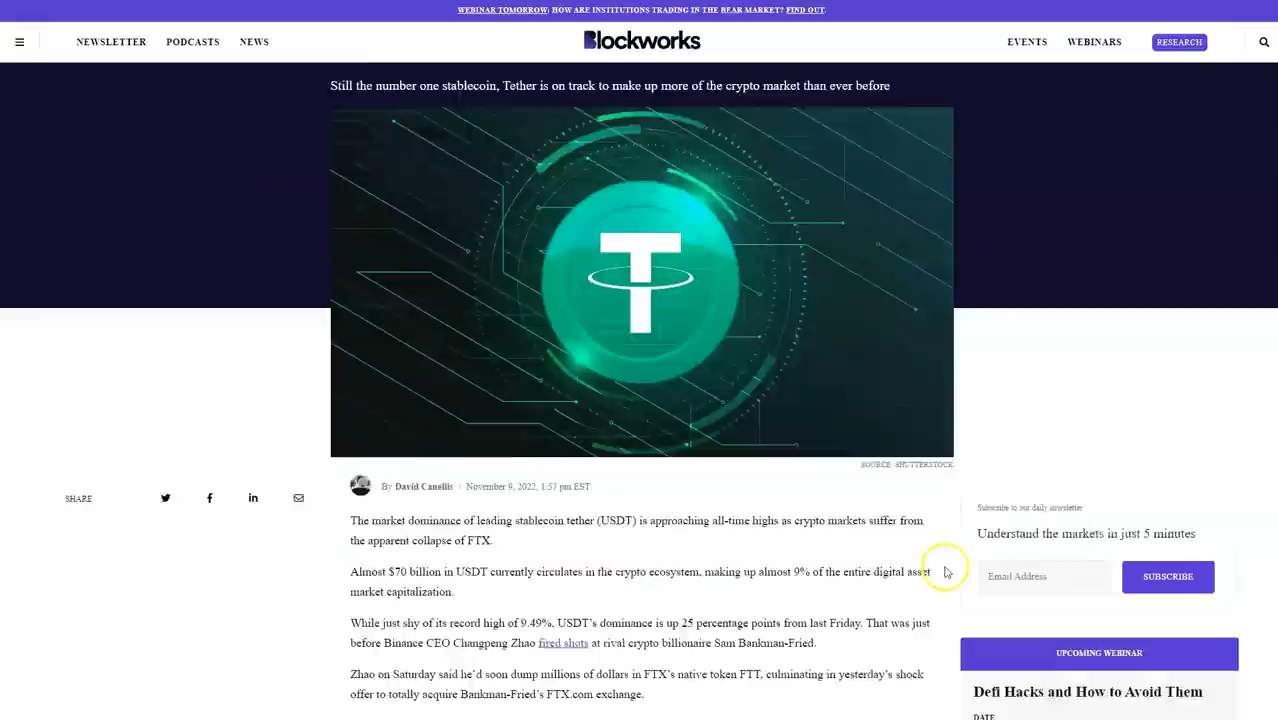 WEBINAR TOMORROW: HOW ARE INSTITUTIONS TRADING IN THE BEAR MARKET? FIND OUT.
NEWSLETTER PODCASTS NEWS Blockworks EVENTS WEBINARS RESEARCH
Still the number one stablecoin, Tether is on track to make up more of the crypto market than ever before
SOURCE: SHUTTERSTOCK
By David Canellis | November 9, 2022, 1:57 pm EST
SHARE
The market dominance of leading stablecoin tether (USDT) is approaching all-time highs as crypto markets suffer from
the apparent collapse of FTX.
Almost $70 billion in USDT currently circulates in the crypto ecosystem, making up almost 9% of the entire digital asset
market capitalization.
While just shy of its record high of 9.49%, USDT's dominance is up 25 percentage points from last Friday. That was just
before Binance CEO Changpeng Zhao fired shots at rival crypto billionaire Sam Bankman-Fried.
Zhao on Saturday said he'd soon dump millions of dollars in FTX's native token FTT, culminating in yesterday's shock
offer to totally acquire Bankman-Fried's FTX.com exchange.
Subscribe to our daily newsletter
Understand the markets in just 5 minutes
Email Address SUBSCRIBE
UPCOMING WEBINAR
Defi Hacks and How to Avoid Them
DATE